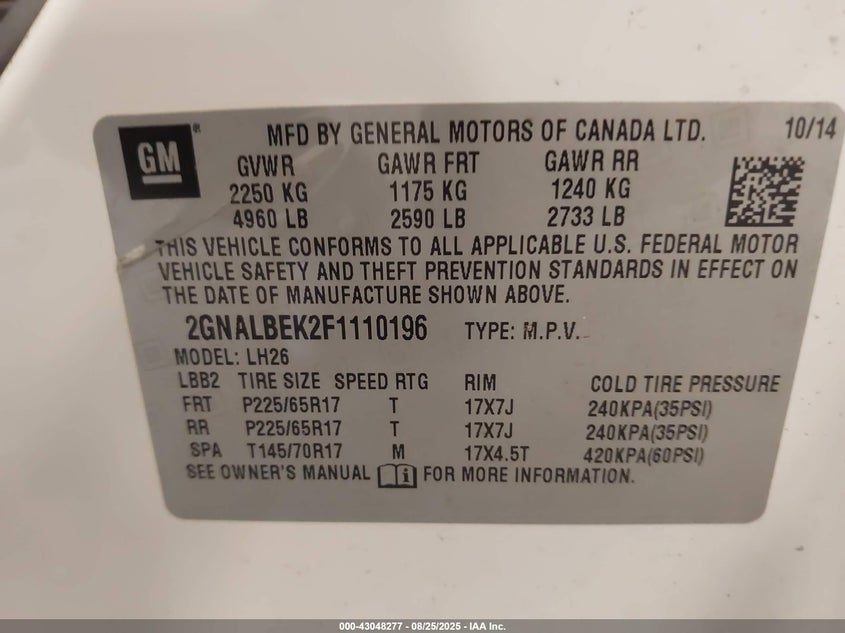 GM ® MFD BY GENERAL MOTORS OF CANADA LTD. 10/14
GVWR GAWR FRT GAWR RR
2250 KG 1175 KG 1240 KG
4960 LB 2590 LB 2733 LB
THIS VEHICLE CONFORMS TO ALL APPLICABLE U.S. FEDERAL MOTOR
VEHICLE SAFETY AND THEFT PREVENTION STANDARDS IN EFFECT ON
THE DATE OF MANUFACTURE SHOWN ABOVE.
2GNALBEK2F1110196 TYPE: M.P.V.
MODEL: LH26
LBB2 TIRE SIZE SPEED RTG RIM COLD TIRE PRESSURE
FRT P225/65R17 T 17X7J 240KPA(35PSI)
RR P225/65R17 T 17X7J 240KPA(35PSI)
SPA T145/70R17 M 17X4.5T 420KPA(60PSI)
SEE OWNER'S MANUAL FOR MORE INFORMATION.
000-43048277 - 08/25/2025 - IAA Inc.